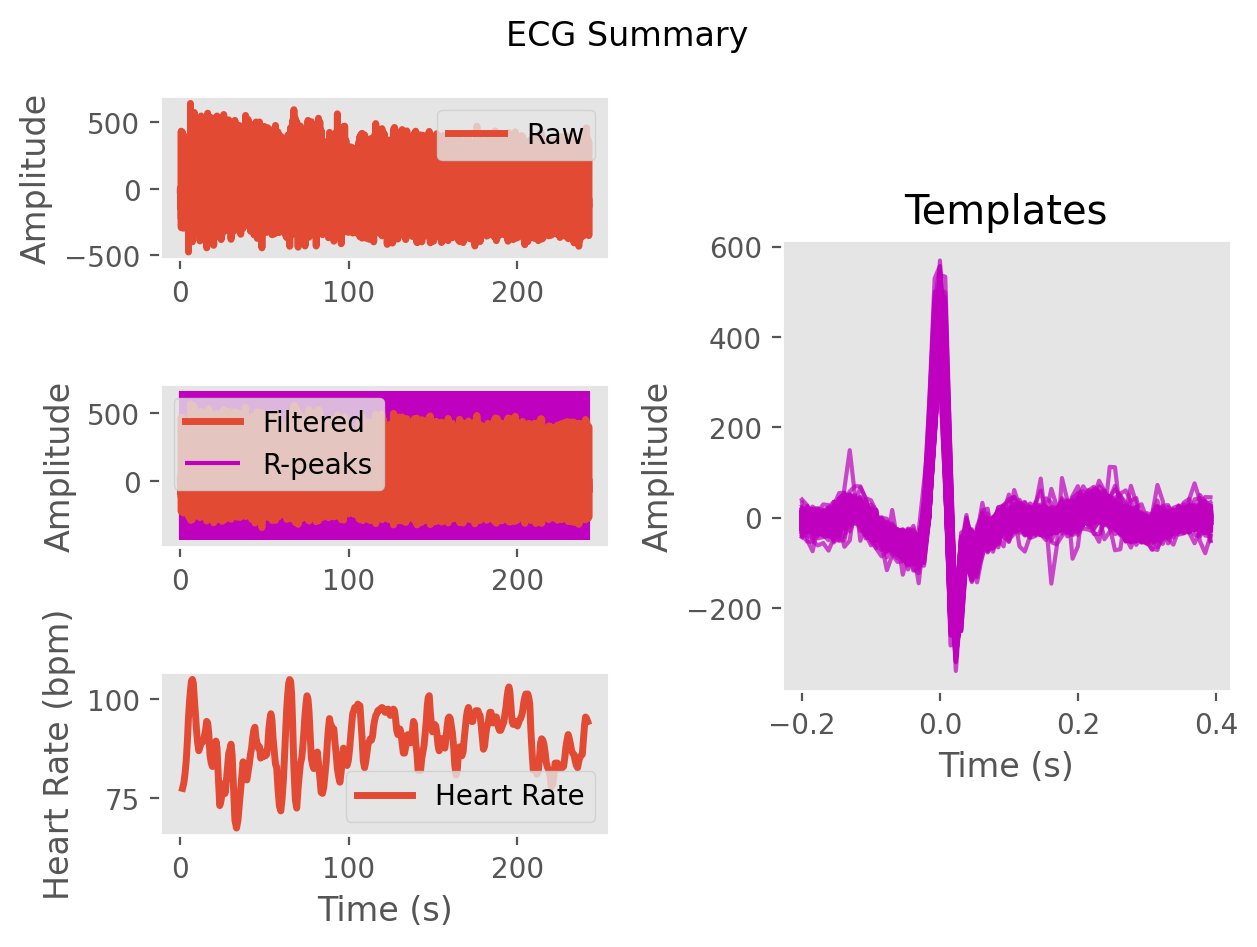 ECG Summary
Amplitude
500
0
−500
Raw
0
100
200
Amplitude
500
0
Filtered
R-peaks
0
100
200
Heart Rate (bpm)
100
75
Heart Rate
0
100
200
Time (s)
Templates
Amplitude
600
400
200
0
−200
−0.2
0.0
0.2
0.4
Time (s)